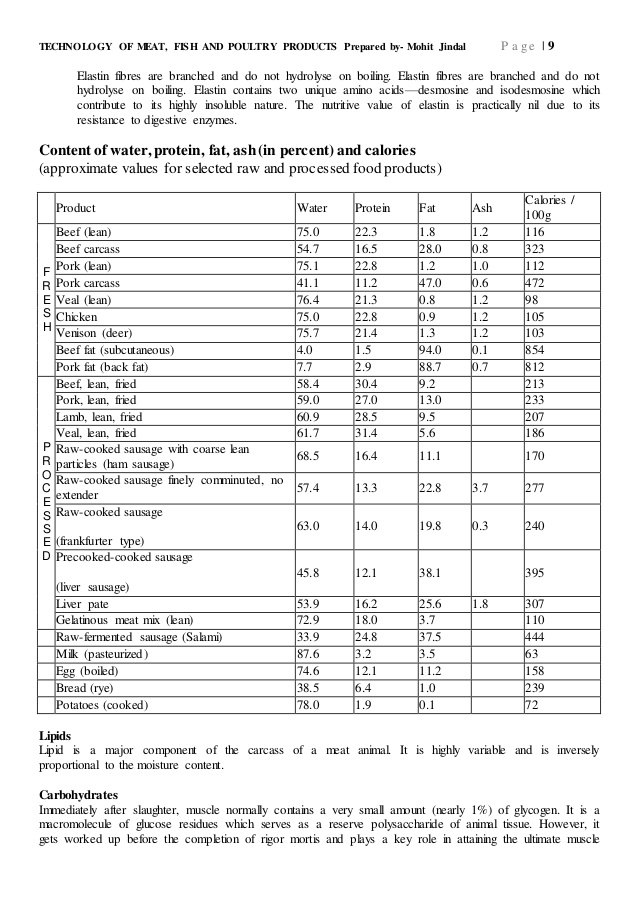 TECHNOLOGY OF MEAT, FISH AND POULTRY PRODUCTS Prepared by- Mohit Jindal Page | 9
Elastin fibres are branched and do not hydrolyse on boiling. Elastin fibres are branched and do not
hydrolyse on boiling. Elastin contains two unique amino acids—desmosine and isodesmosine which
contribute to its highly insoluble nature. The nutritive value of elastin is practically nil due to its
resistance to digestive enzymes.
Content of water, protein, fat, ash (in percent) and calories
(approximate values for selected raw and processed food products)
Product Water Protein Fat Ash Calories / 100g
FRESH
Beef (lean) 75.0 22.3 1.8 1.2 116
Beef carcass 54.7 16.5 28.0 0.8 323
Pork (lean) 75.1 22.8 1.2 1.0 112
Pork carcass 41.1 11.2 47.0 0.6 472
Veal (lean) 76.4 21.3 0.8 1.2 98
Chicken 75.0 22.8 0.9 1.2 105
Venison (deer) 75.7 21.4 1.3 1.2 103
Beef fat (subcutaneous) 4.0 1.5 94.0 0.1 854
Pork fat (back fat) 7.7 2.9 88.7 0.7 812
PROCESSED
Beef, lean, fried 58.4 30.4 9.2 213
Pork, lean, fried 59.0 27.0 13.0 233
Lamb, lean, fried 60.9 28.5 9.5 207
Veal, lean, fried 61.7 31.4 5.6 186
Raw-cooked sausage with coarse lean
particles (ham sausage) 68.5 16.4 11.1 170
Raw-cooked sausage finely comminuted, no
extender 57.4 13.3 22.8 3.7 277
Raw-cooked sausage
(frankfurter type) 63.0 14.0 19.8 0.3 240
Precooked-cooked sausage
(liver sausage) 45.8 12.1 38.1 395
Liver pate 53.9 16.2 25.6 1.8 307
Gelatinous meat mix (lean) 72.9 18.0 3.7 110
Raw-fermented sausage (Salami) 33.9 24.8 37.5 444
Milk (pasteurized) 87.6 3.2 3.5 63
Egg (boiled) 74.6 12.1 11.2 158
Bread (rye) 38.5 6.4 1.0 239
Potatoes (cooked) 78.0 1.9 0.1 72
Lipids
Lipid is a major component of the carcass of a meat animal. It is highly variable and is inversely
proportional to the moisture content.
Carbohydrates
Immediately after slaughter, muscle normally contains a very small amount (nearly 1%) of glycogen. It is a
macromolecule of glucose residues which serves as a reserve polysaccharide of animal tissue. However, it
gets worked up before the completion of rigor mortis and plays a key role in attaining the ultimate muscle